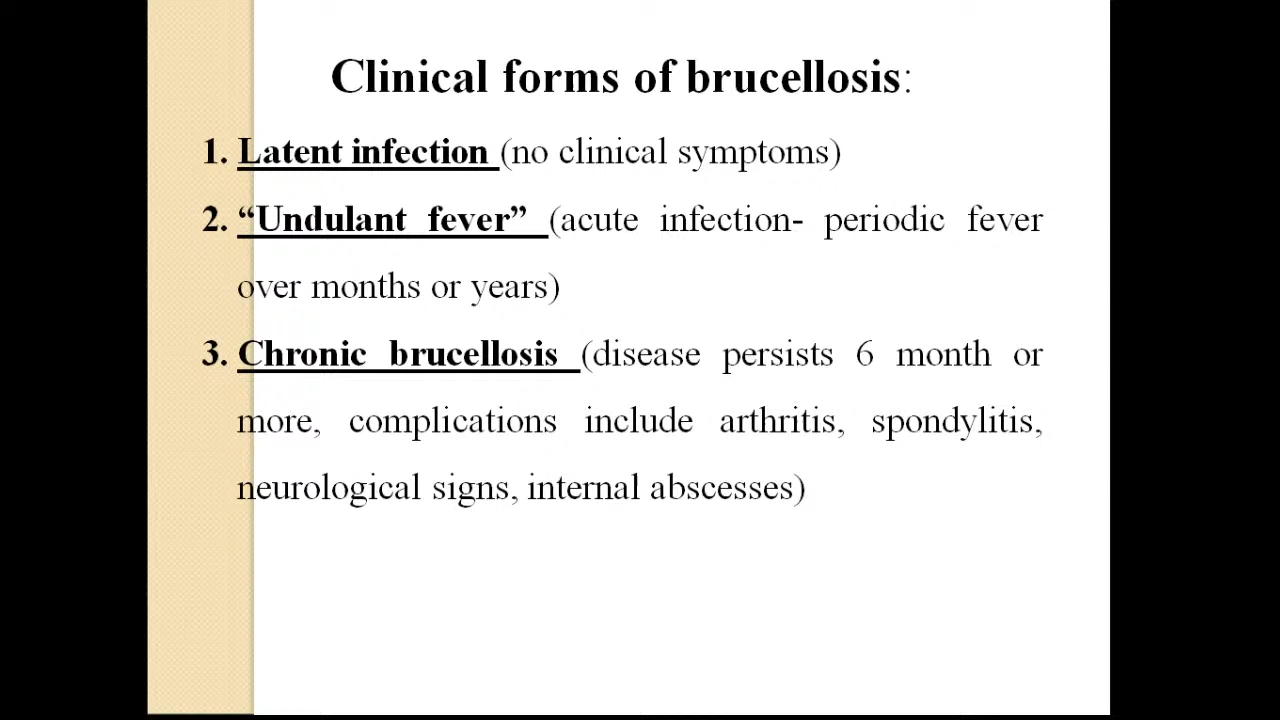 Clinical forms of brucellosis:
1. Latent infection (no clinical symptoms)
2. “Undulant fever” (acute infection- periodic fever
over months or years)
3. Chronic brucellosis (disease persists 6 month or
more, complications include arthritis, spondylitis,
neurological signs, internal abscesses)